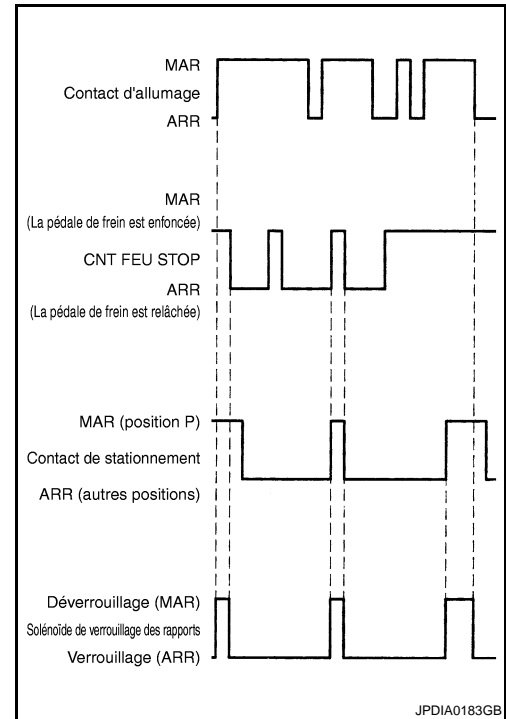 MAR
Contact d'allumage
ARR
MAR
(La pédale de frein est enfoncée)
CNT FEU STOP
ARR
(La pédale de frein est relâchée)
MAR (position P)
Contact de stationnement
ARR (autres positions)
Déverrouillage (MAR)
Solénoïde de verrouillage des rapports
Verrouillage (ARR)
JPDIA0183GB